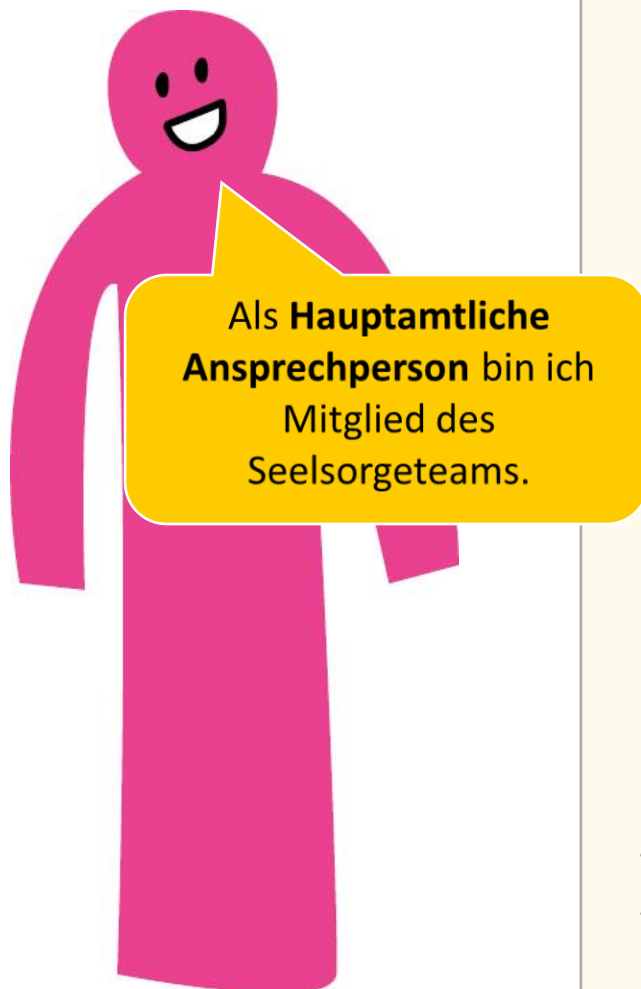 Als Hauptamtliche
Ansprechperson bin ich
Mitglied des
Seelsorgeteams.